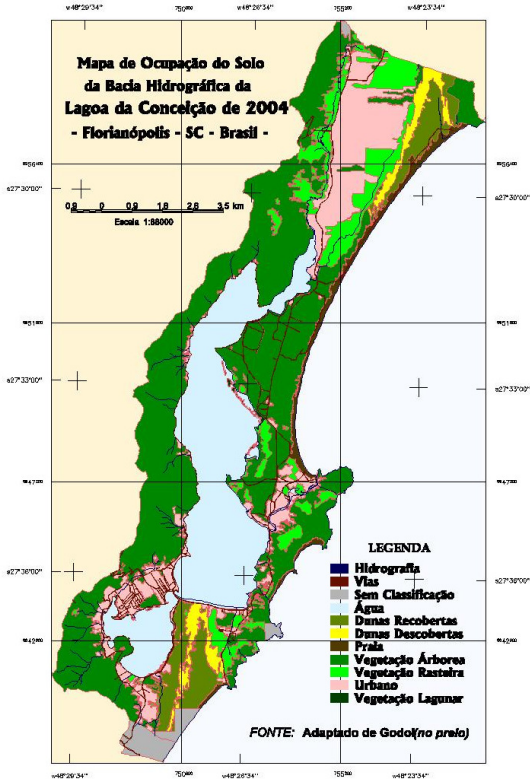 w48°29'34"
750⁰⁰⁰
w48°26'34"
755⁰⁰⁰
w48°23'34"
Mapa de Ocupação do Solo
da Bacia Hidrográfica da
Lagoa da Conceição de 2004
- Florianópolis - SC - Brasil -
s27°30'00"
s27°30'00"
0,9 0 0,9 1,8 2,6 3,5 km
Escala 1:88000
s27°33'00"
s27°33'00"
s27°36'00"
s27°36'00"
LEGENDA
Hidrografia
Vias
Sem Classificação
Água
Dunas Recobertas
Dunas Descobertas
Praia
Vegetação Árborea
Vegetação Rasteira
Urbano
Vegetação Lagunar
FONTE: Adaptado de Godoi(no prelo)
w48°29'34"
750⁰⁰⁰
w48°26'34"
755⁰⁰⁰
w48°23'34"